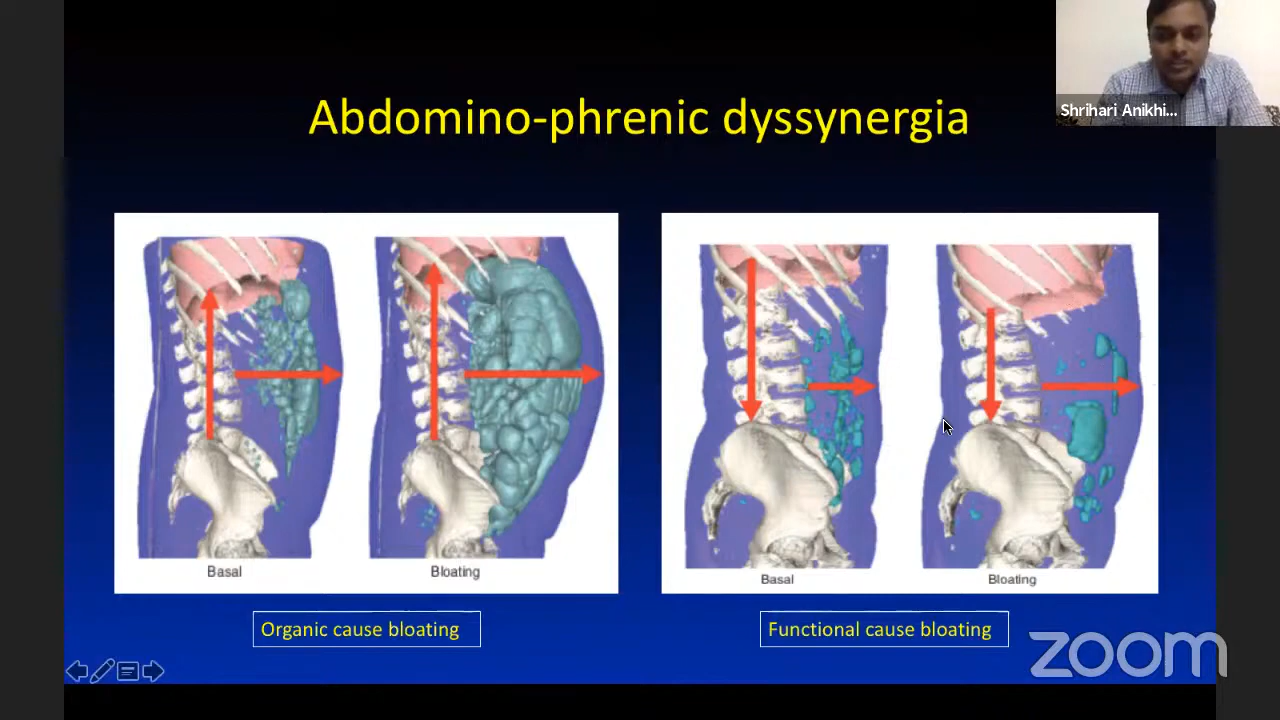 Abdomino-phrenic dyssynergia
Shrihari Anikhi...
Basal
Bloating
Basal
Bloating
Organic cause bloating
Functional cause bloating
zoom